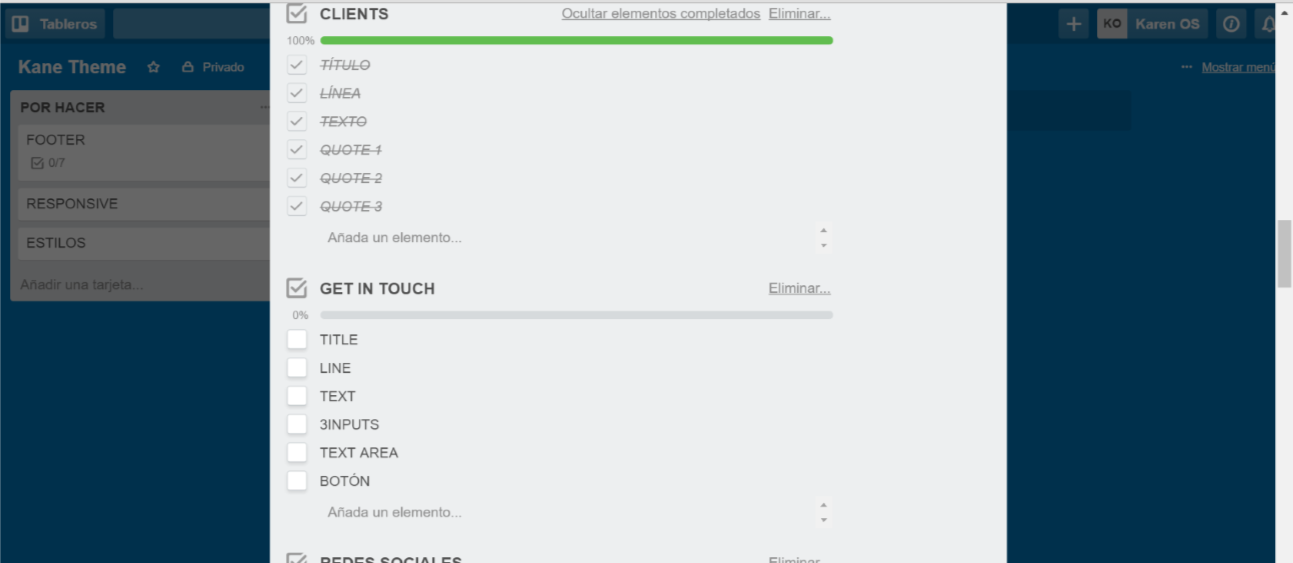 Tableros
KO Karen OS
Kane Theme Privado
... Mostrar menú
POR HACER ...
FOOTER
0/7
RESPONSIVE
ESTILOS
Añadir una tarjeta...
CLIENTS Ocultar elementos completados Eliminar...
100%
TÍTULO
LÍNEA
TEXTO
QUOTE 1
QUOTE 2
QUOTE 3
Añada un elemento...
GET IN TOUCH Eliminar...
0%
TITLE
LINE
TEXT
3INPUTS
TEXT AREA
BOTÓN
Añada un elemento...
REDES SOCIALES Eliminar...